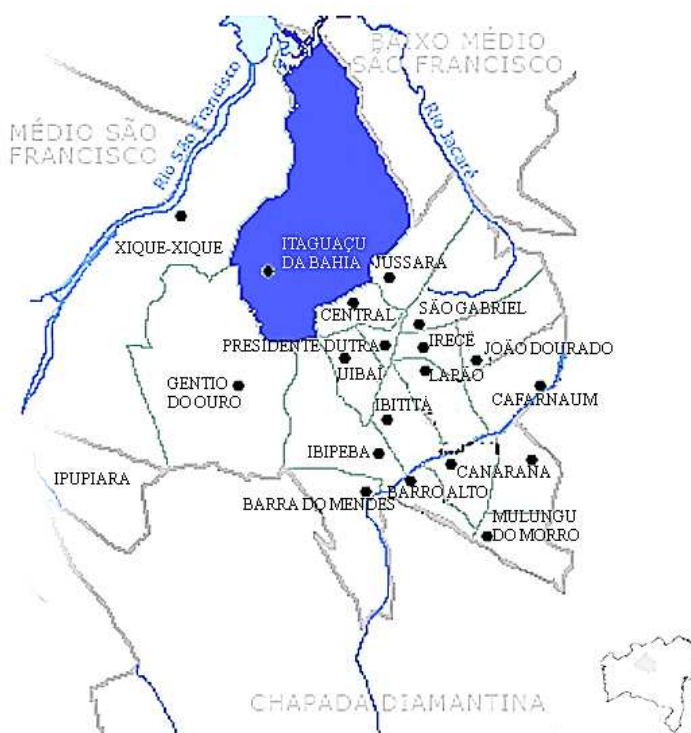 BAIXO MÉDIO
SÃO FRANCISCO
MÉDIO SÃO
FRANCISCO
Rio São Francisco
Rio Jacaré
XIQUE-XIQUE
ITAGUAÇU
DA BAHIA
JUSSARA
CENTRAL
SÃO GABRIEL
PRESIDENTE DUTRA
IRECÊ
JOÃO DOURADO
UIBAÍ
LAPÃO
GENTIO
DO OURO
CAFARNAUM
IBITITÁ
IBIPEBA
IPUPIARA
CANARANA
BARRO ALTO
BARRA DO MENDES
MULUNGU
DO MORRO
CHAPADA DIAMANTINA